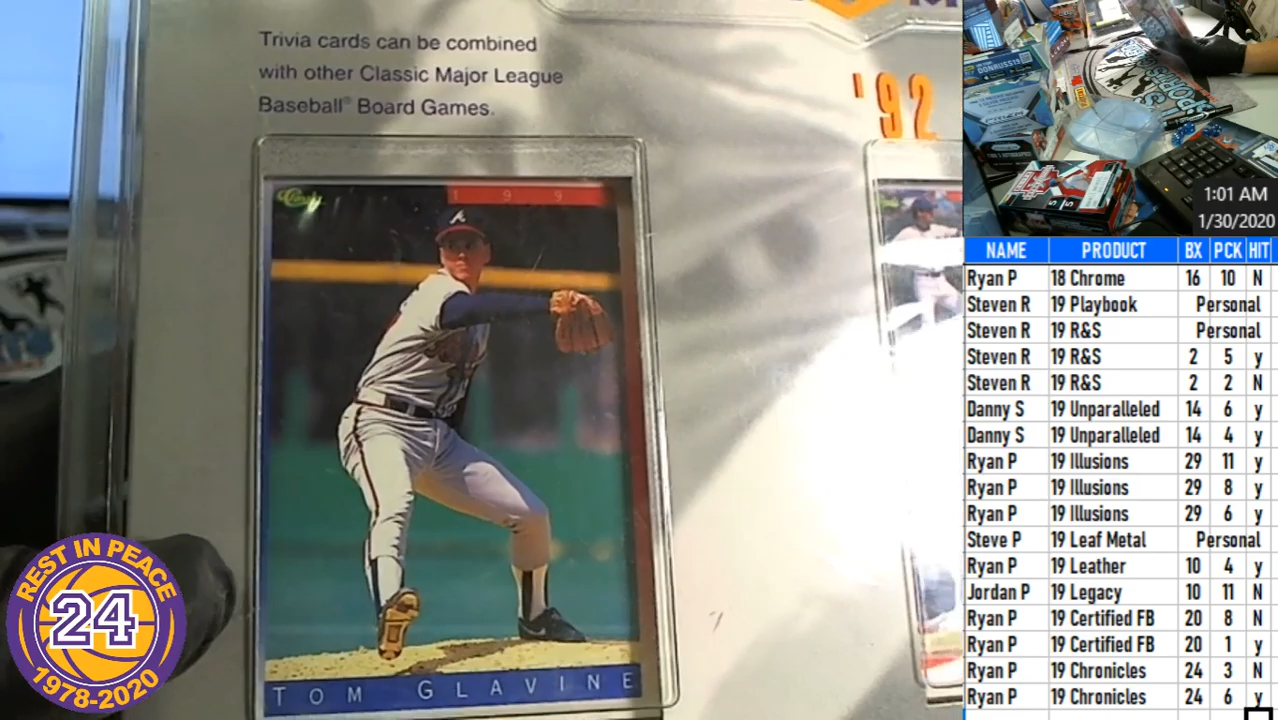 Trivia cards can be combined
with other Classic Major League
Baseball® Board Games.
'92
Classic
1 9 9
A
TOM GLAVINE
REST IN PEACE
24
1978-2020
DONRUSS19
1:01 AM
1/30/2020
NAME PRODUCT BX PCK HIT
Ryan P 18 Chrome 16 10 N
Steven R 19 Playbook Personal
Steven R 19 R&S Personal
Steven R 19 R&S 2 5 y
Steven R 19 R&S 2 2 N
Danny S 19 Unparalleled 14 6 y
Danny S 19 Unparalleled 14 4 y
Ryan P 19 Illusions 29 11 y
Ryan P 19 Illusions 29 8 y
Ryan P 19 Illusions 29 6 y
Steve P 19 Leaf Metal Personal
Ryan P 19 Leather 10 4 y
Jordan P 19 Legacy 10 11 N
Ryan P 19 Certified FB 20 8 N
Ryan P 19 Certified FB 20 1 y
Ryan P 19 Chronicles 24 3 N
Ryan P 19 Chronicles 24 6 y